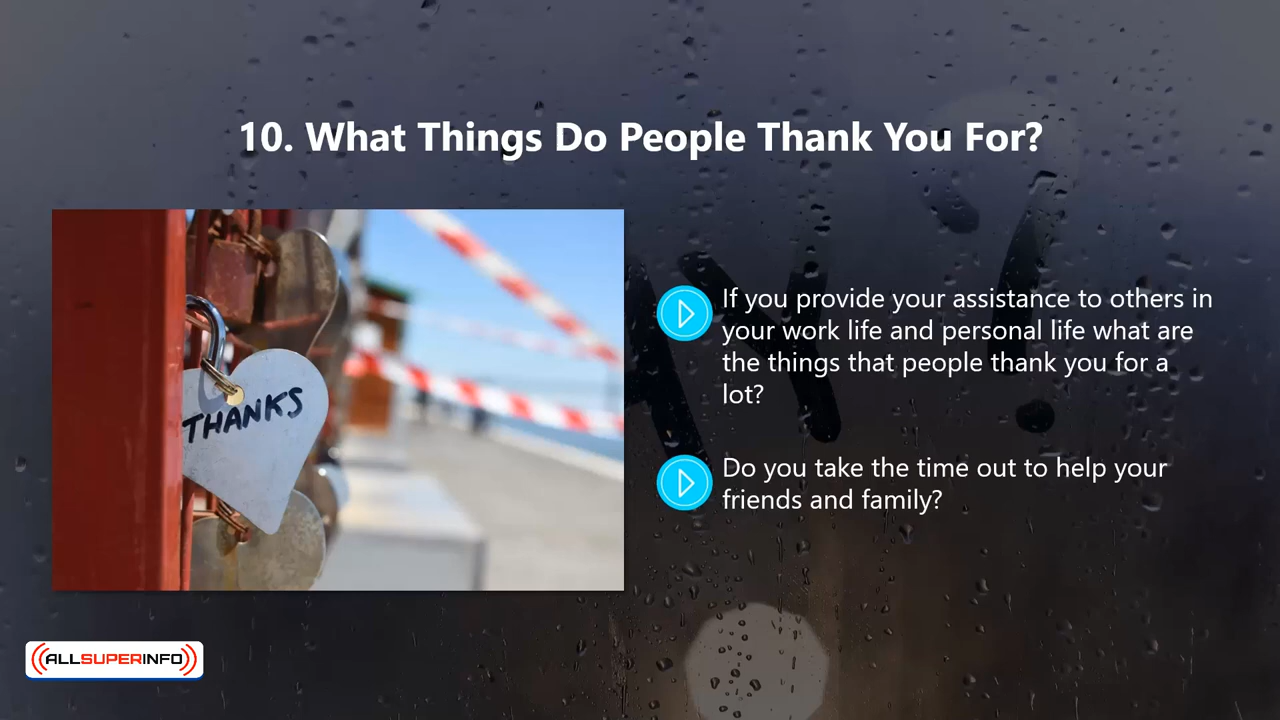 10. What Things Do People Thank You For?
THANKS
If you provide your assistance to others in
your work life and personal life what are
the things that people thank you for a
lot?
Do you take the time out to help your
friends and family?
ALLSUPERINFO